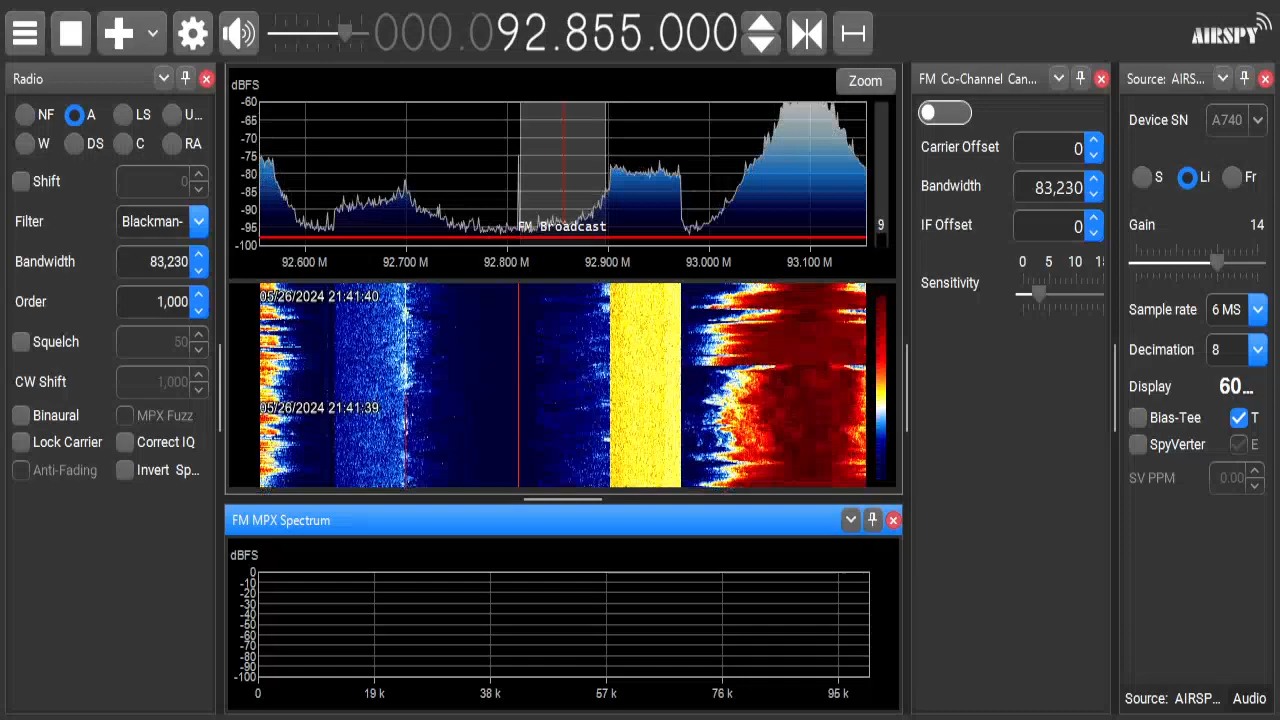 000.092.855.000
AIRSPY
Radio
NF A LS U...
W DS C RA
Shift 0
Filter Blackman-
Bandwidth 83,230
Order 1,000
Squelch 50
CW Shift 1,000
Binaural MPX Fuzz
Lock Carrier Correct IQ
Anti-Fading Invert Sp...
dBFS
Zoom
-60
-65
-70
-75
-80
-85
-90
-95
-100
FM Broadcast
9
92.600 M 92.700 M 92.800 M 92.900 M 93.000 M 93.100 M
05/26/2024 21:41:40
05/26/2024 21:41:39
FM MPX Spectrum
dBFS
0
-10
-20
-30
-40
-50
-60
-70
-80
-90
-100
0 19 k 38 k 57 k 76 k 95 k
FM Co-Channel Can...
Carrier Offset 0
Bandwidth 83,230
IF Offset 0
0 5 10
Sensitivity
Source: AIRS...
Device SN A740
S Li Fr
Gain 14
Sample rate 6 MS
Decimation 8
Display 60...
Bias-Tee T
SpyVerter E
SV PPM 0.00
Source: AIRSP... Audio